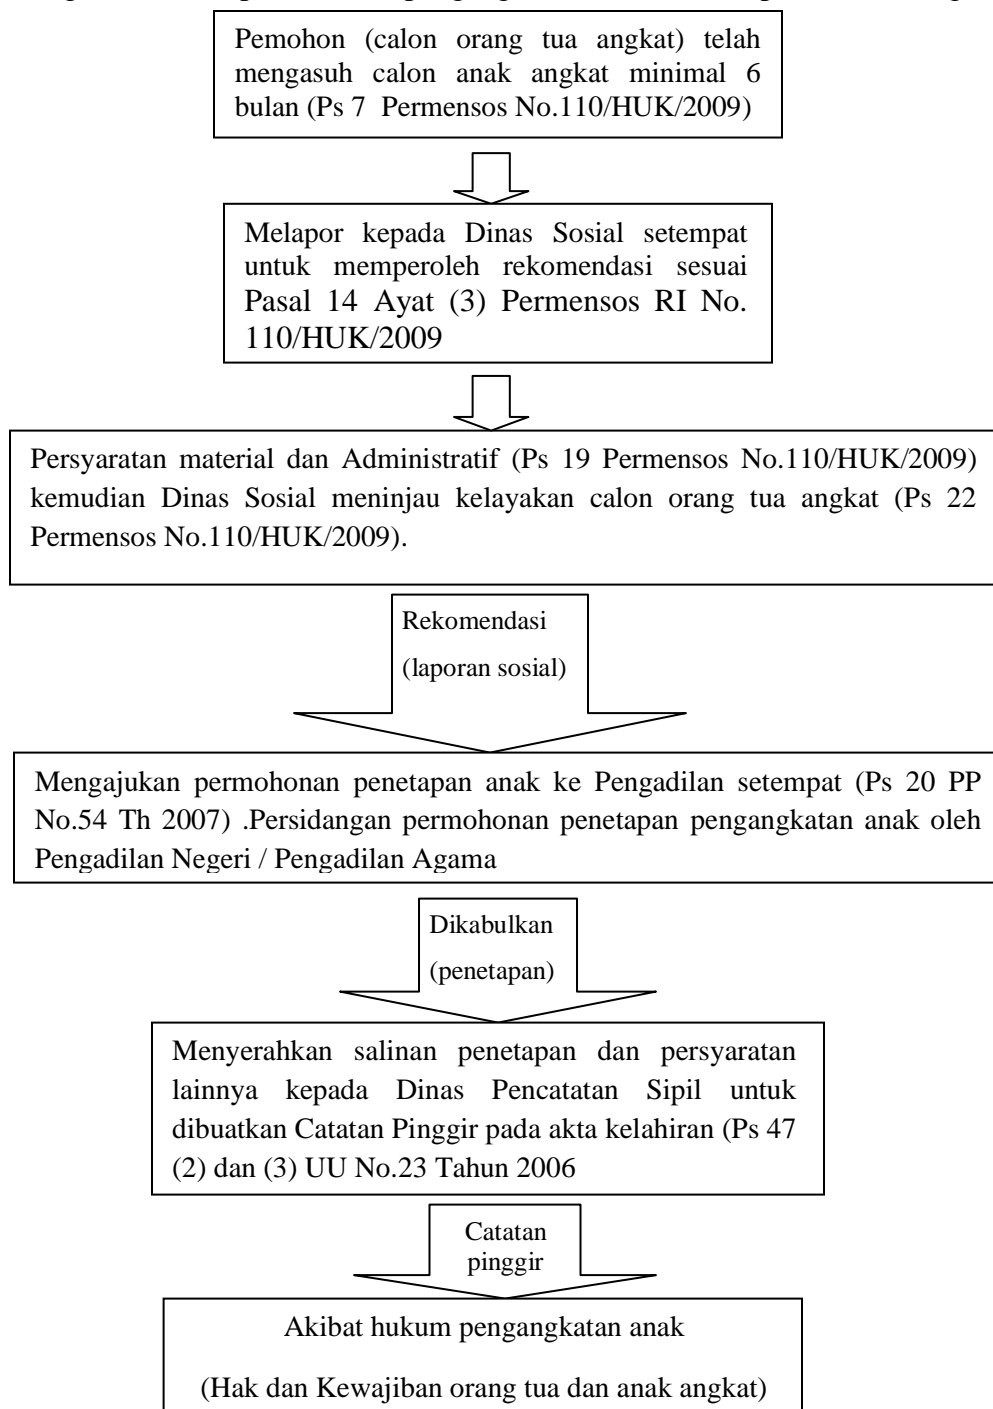 Pemohon (calon orang tua angkat) telah
mengasuh calon anak angkat minimal 6
bulan (Ps 7 Permensos No.110/HUK/2009)
Melapor kepada Dinas Sosial setempat
untuk memperoleh rekomendasi sesuai
Pasal 14 Ayat (3) Permensos RI No.
110/HUK/2009
Persyaratan material dan Administratif (Ps 19 Permensos No.110/HUK/2009)
kemudian Dinas Sosial meninjau kelayakan calon orang tua angkat (Ps 22
Permensos No.110/HUK/2009).
Rekomendasi
(laporan sosial)
Mengajukan permohonan penetapan anak ke Pengadilan setempat (Ps 20 PP
No.54 Th 2007) .Persidangan permohonan penetapan pengangkatan anak oleh
Pengadilan Negeri / Pengadilan Agama
Dikabulkan
(penetapan)
Menyerahkan salinan penetapan dan persyaratan
lainnya kepada Dinas Pencatatan Sipil untuk
dibuatkan Catatan Pinggir pada akta kelahiran (Ps 47
(2) dan (3) UU No.23 Tahun 2006
Catatan
pinggir
Akibat hukum pengangkatan anak
(Hak dan Kewajiban orang tua dan anak angkat)